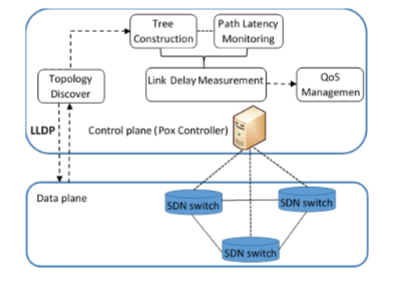 Tree
Construction
Path Latency
Monitoring
Topology
Discover
Link Delay Measurement
QoS
Managemen
LLDP
Control plane (Pox Controller)
Data plane
SDN switch
SDN switch
SDN switch